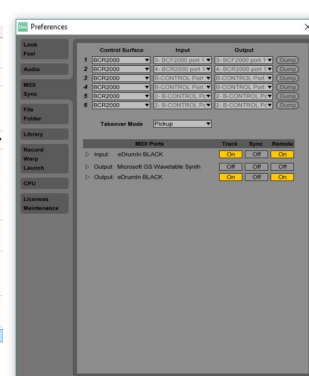 Preferences
Look
Feel
Audio
MIDI
Sync
File
Folder
Library
Record
Warp
Launch
CPU
Licenses
Maintenance
Control Surface Input Output
1 BCR2000 3- BCF2000 port 1 3- BCF2000 port 1 Dump
2 BCR2000 4- BCR2000 port 1 4- BCR2000 port 1 Dump
3 BCR2000 B-CONTROL Port B-CONTROL Port Dump
4 BCR2000 B-CONTROL Port B-CONTROL Port Dump
5 BCR2000 2- B-CONTROL Po 2- B-CONTROL Po Dump
6 BCR2000 2- B-CONTROL Po 2- B-CONTROL Po Dump
Takeover Mode Pickup
MIDI Ports Track Sync Remote
Input: eDrumin BLACK On Off On
Output: Microsoft GS Wavetable Synth Off Off Off
Output: eDrumin BLACK On Off On